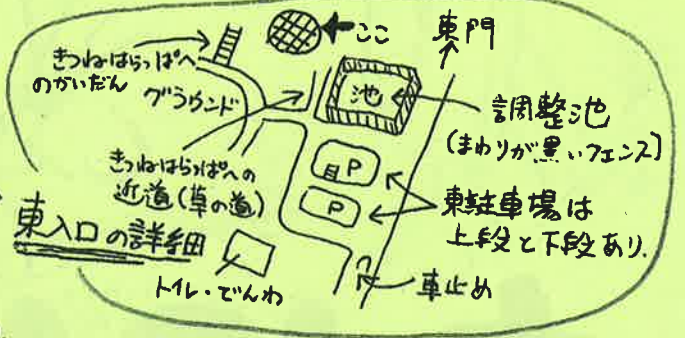 きつねはらっぱへ
のかいだん
ここ
東門
グラウンド
池
調整池
(まわりが黒いフェンス)
きつねはらっぱへの
近道(草の道)
P
P
東駐車場は
上段と下段あり.
東入口の詳細
トイレ・でんわ
車止め